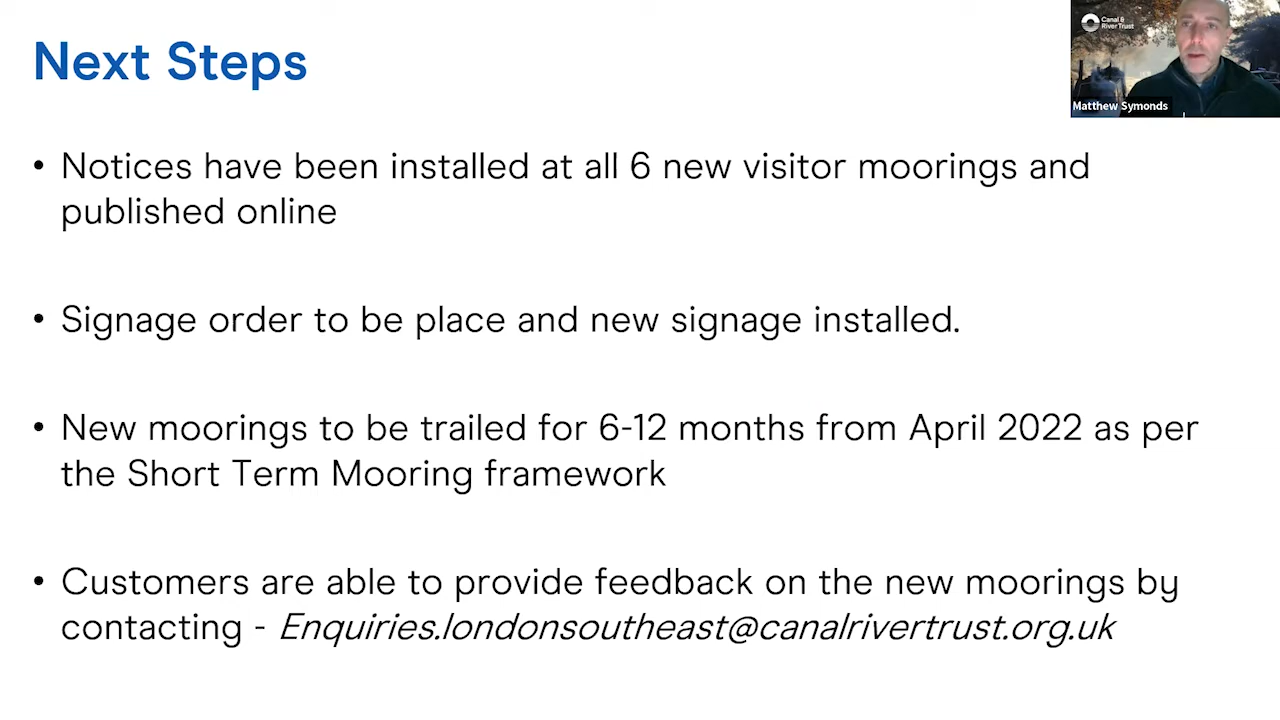 Next Steps
Canal &
River Trust
Matthew Symonds
• Notices have been installed at all 6 new visitor moorings and
published online
• Signage order to be place and new signage installed.
• New moorings to be trailed for 6-12 months from April 2022 as per
the Short Term Mooring framework
• Customers are able to provide feedback on the new moorings by
contacting - Enquiries.londonsoutheast@canalrivertrust.org.uk